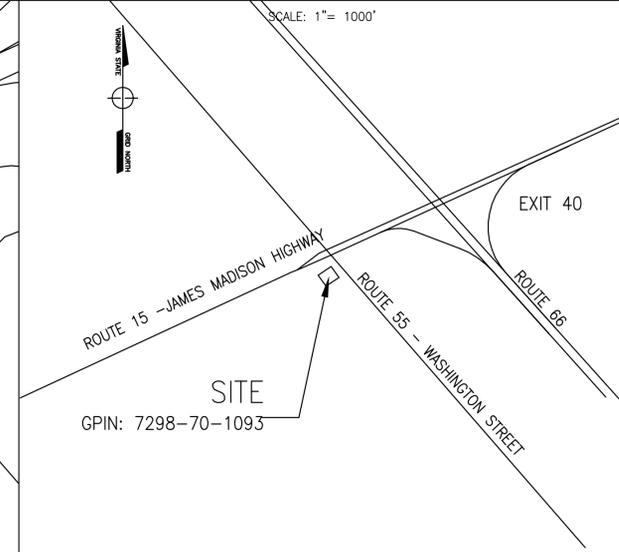 SCALE: 1"= 1000'
VIRGINIA STATE
GRID NORTH
EXIT 40
ROUTE 15 -JAMES MADISON HIGHWAY
ROUTE 66
ROUTE 55 - WASHINGTON STREET
SITE
GPIN: 7298-70-1093